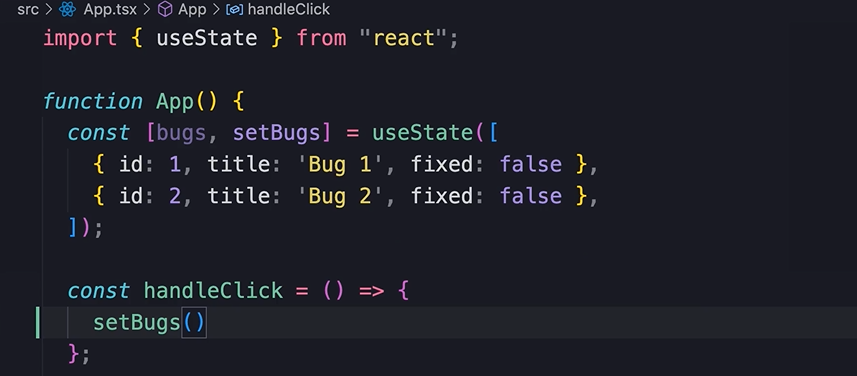 src > App.tsx > App > handleClick
import { useState } from "react";
function App() {
const [bugs, setBugs] = useState([
{ id: 1, title: 'Bug 1', fixed: false },
{ id: 2, title: 'Bug 2', fixed: false },
]);
const handleClick = () => {
setBugs()
};